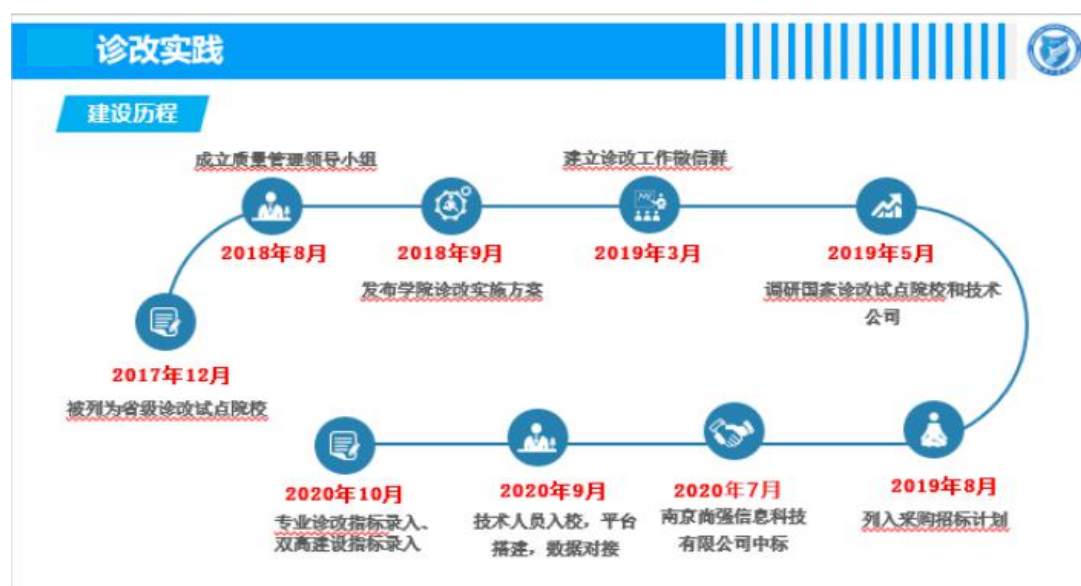 诊改实践
建设历程
成立质量管理领导小组
建立诊改工作微信群
2018年8月
2018年9月
2019年3月
2019年5月
发布学院诊改实施方案
调研国家诊改试点院校和技术
公司
2017年12月
被列为省级诊改试点院校
2020年10月
2020年9月
2020年7月
2019年8月
专业诊改指标录入、
双高建设指标录入
技术人员入校，平台
搭建，数据对接
南京尚强信息科技
有限公司中标
列入采购招标计划